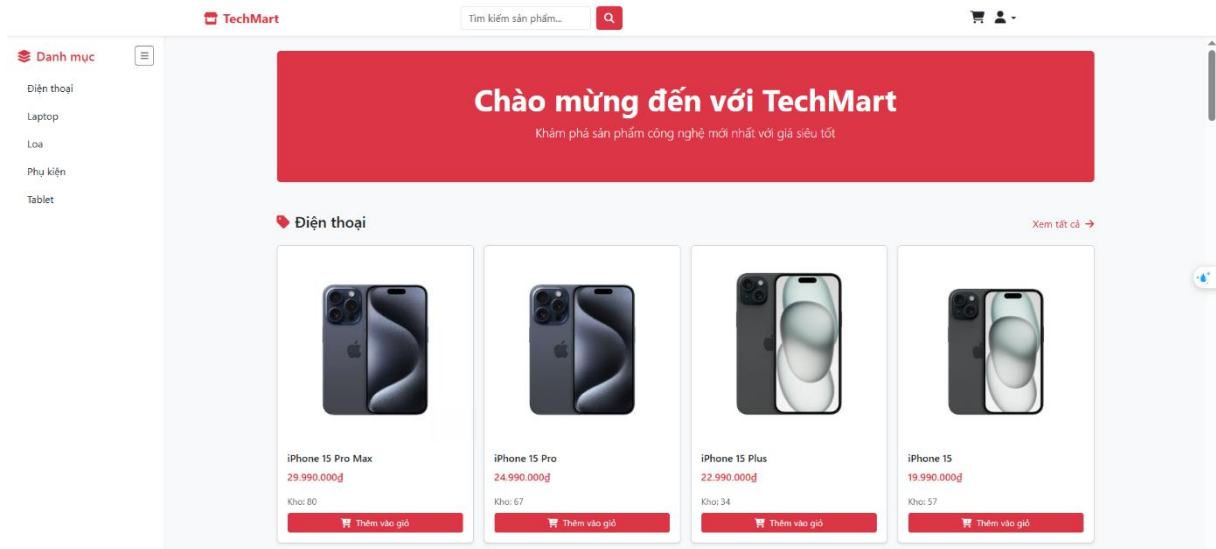 TechMart
Tìm kiếm sản phẩm...
Danh mục
Điện thoại
Laptop
Loa
Phụ kiện
Tablet
Chào mừng đến với TechMart
Khám phá sản phẩm công nghệ mới nhất với giá siêu tốt
Điện thoại
Xem tất cả →
iPhone 15 Pro Max
29.990.000₫
Kho: 80
Thêm vào giỏ
iPhone 15 Pro
24.990.000₫
Kho: 67
Thêm vào giỏ
iPhone 15 Plus
22.990.000₫
Kho: 34
Thêm vào giỏ
iPhone 15
19.990.000₫
Kho: 57
Thêm vào giỏ